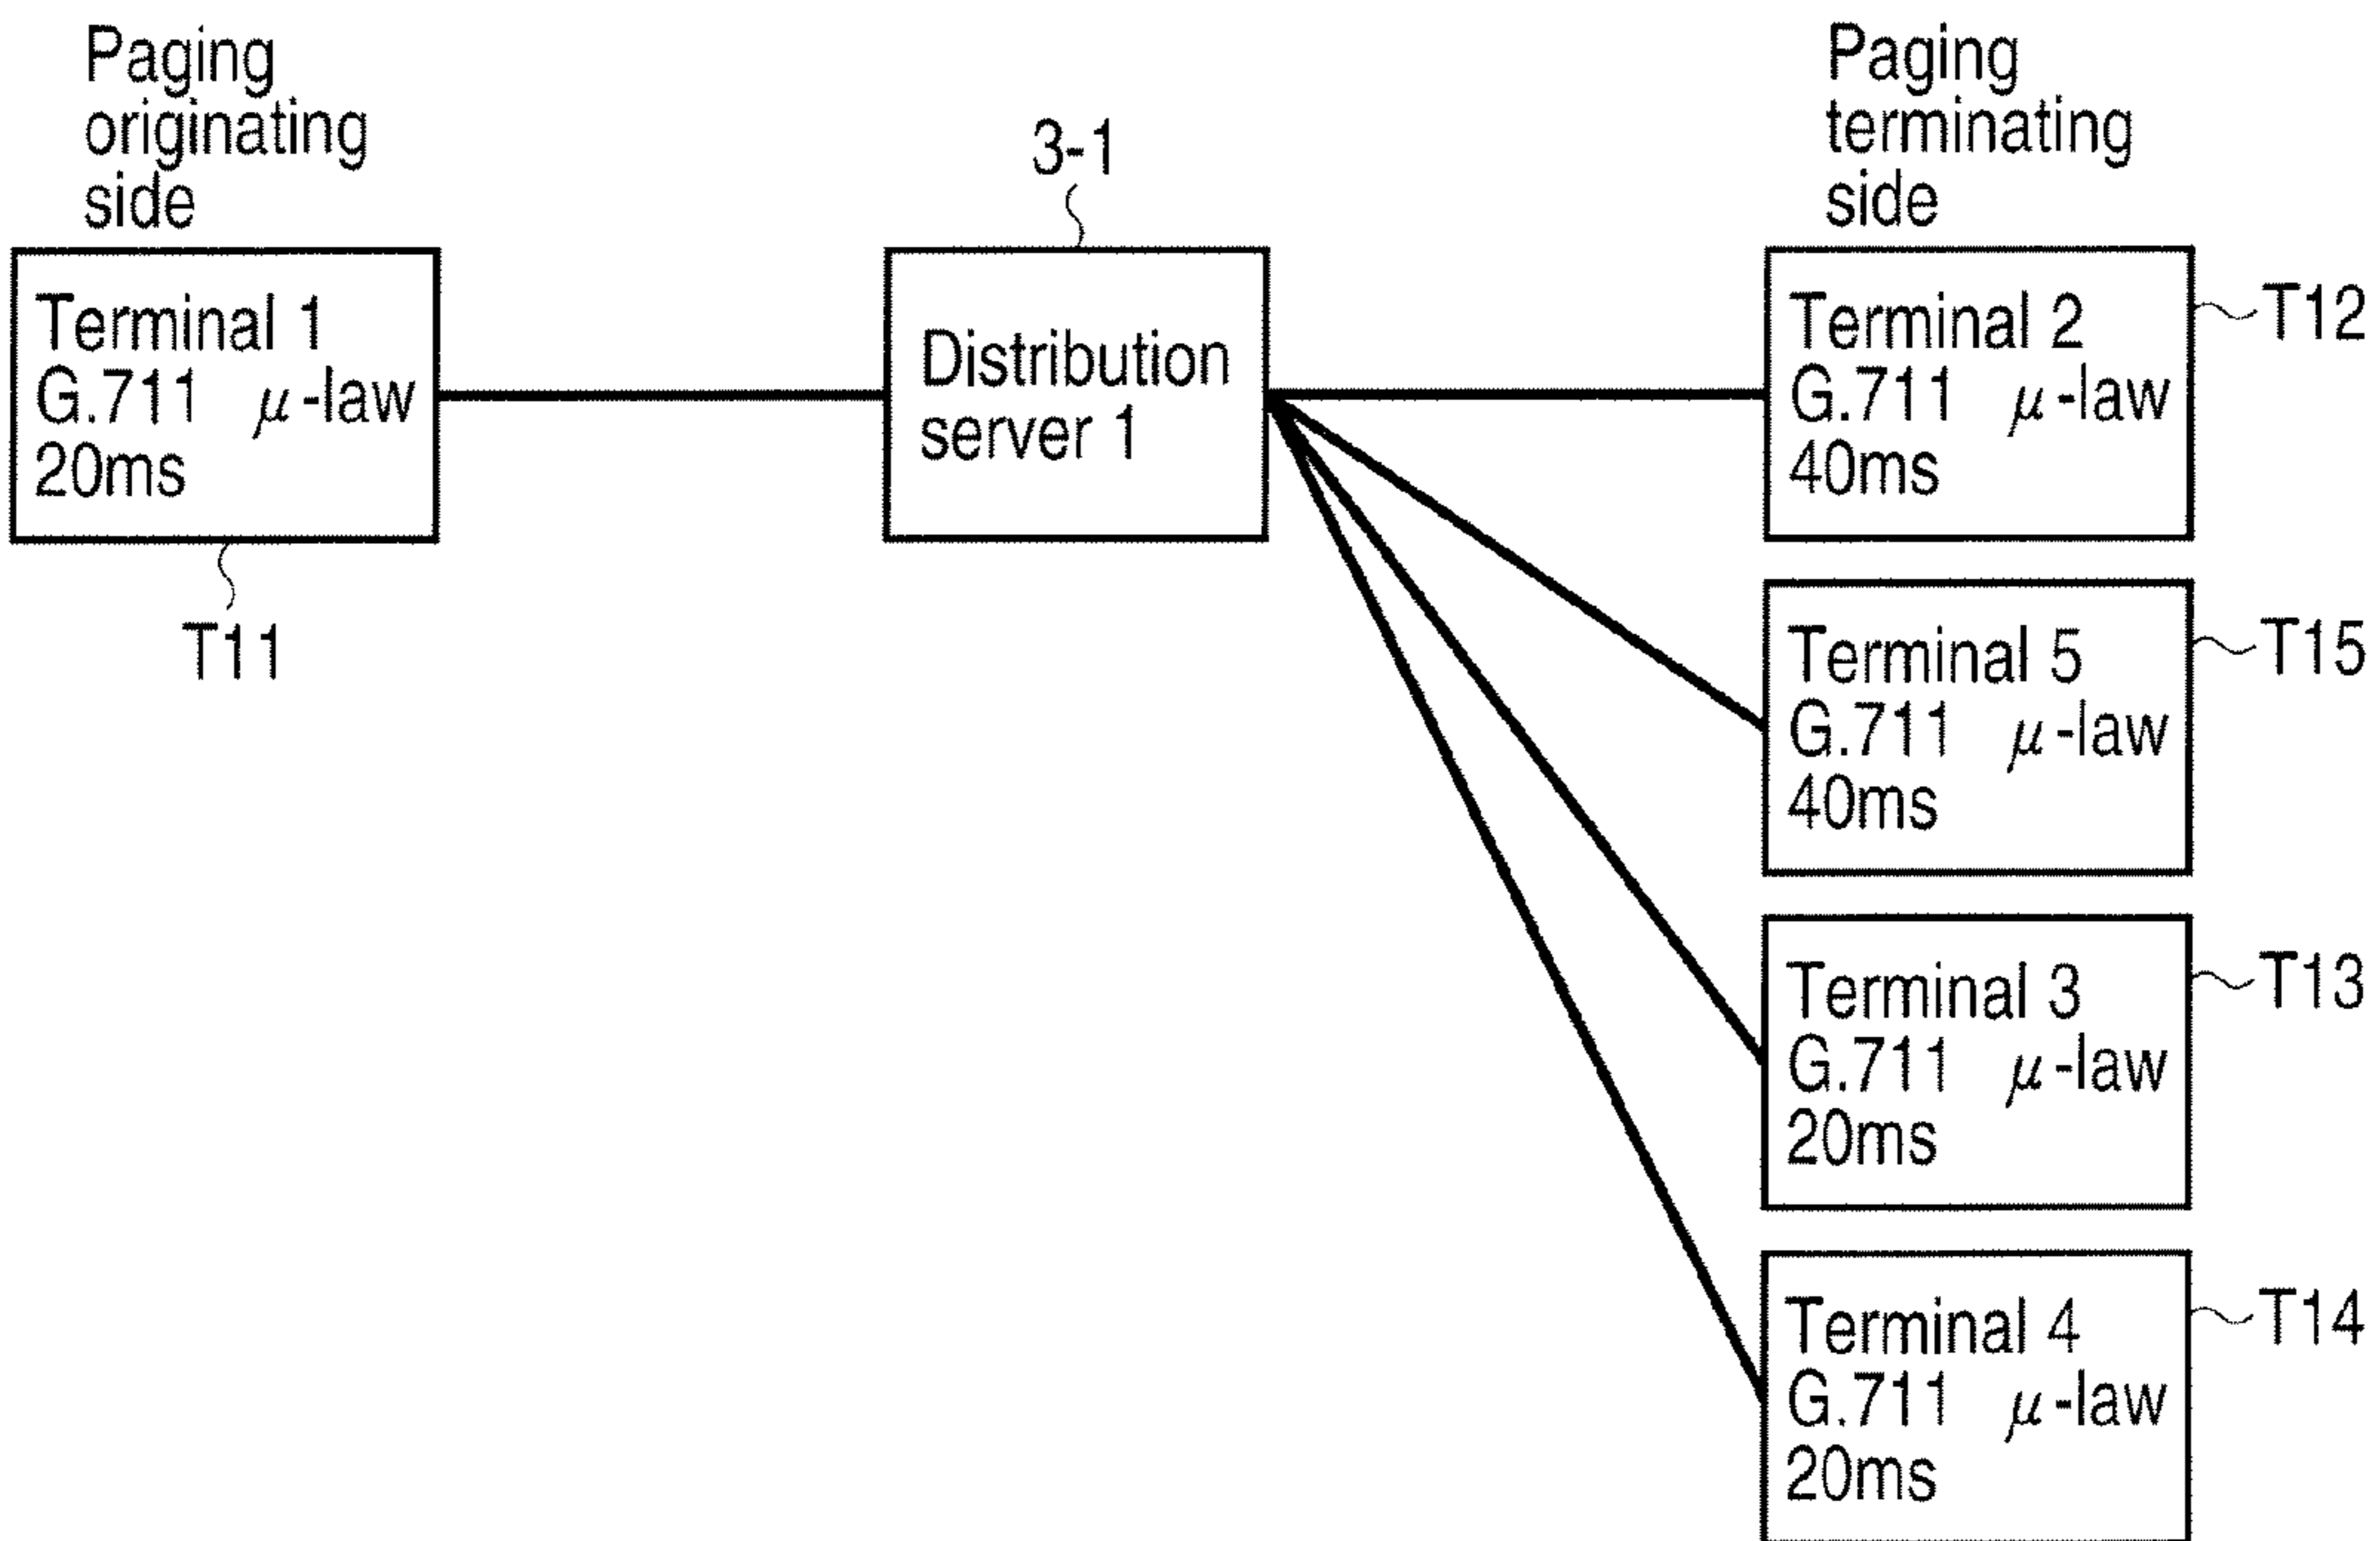 Paging
originating
side
Terminal 1
G.711 μ-law
20ms
T11
3-1
Distribution
server 1
Paging
terminating
side
Terminal 2
G.711 μ-law
40ms
T12
Terminal 5
G.711 μ-law
40ms
T15
Terminal 3
G.711 μ-law
20ms
T13
Terminal 4
G.711 μ-law
20ms
T14